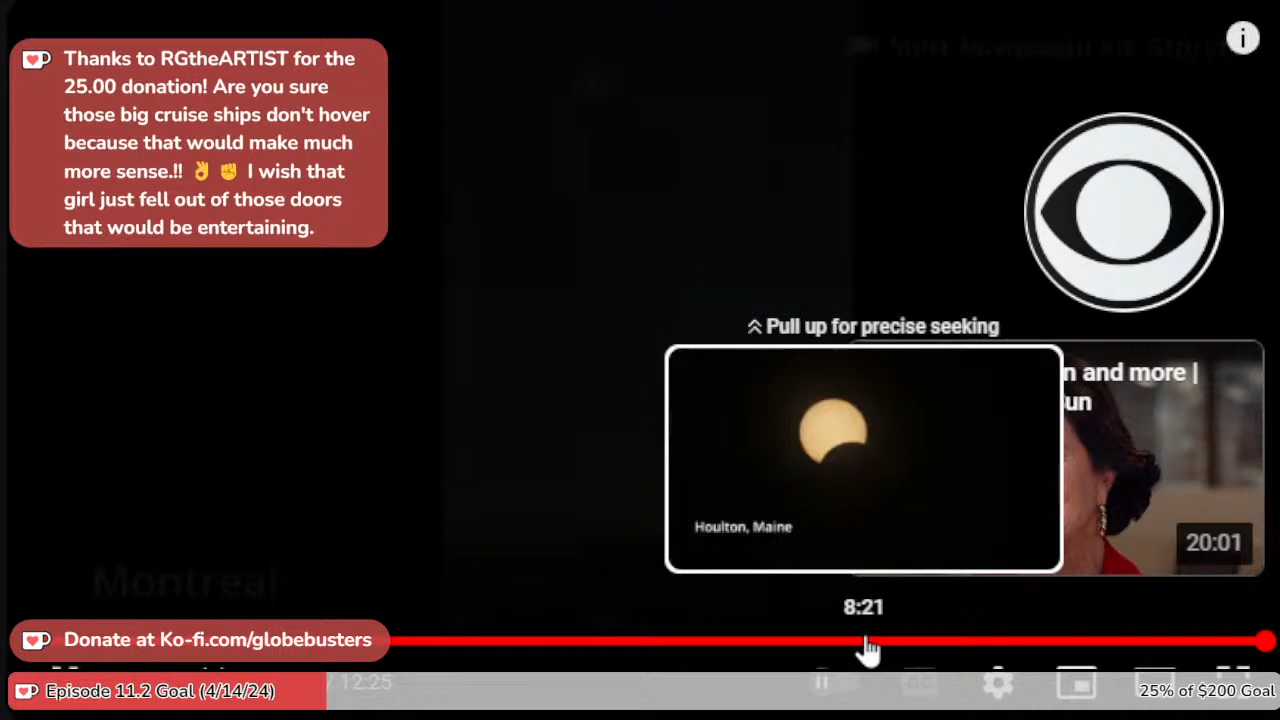 Thanks to RGtheARTIST for the
25.00 donation! Are you sure
those big cruise ships don't hover
because that would make much
more sense.!! 👌 ✊ I wish that
girl just fell out of those doors
that would be entertaining.
i
Pull up for precise seeking
n and more |
un
Houlton, Maine
20:01
Montreal
8:21
Donate at Ko-fi.com/globebusters
/ 12:25
Episode 11.2 Goal (4/14/24)
25% of $200 Goal